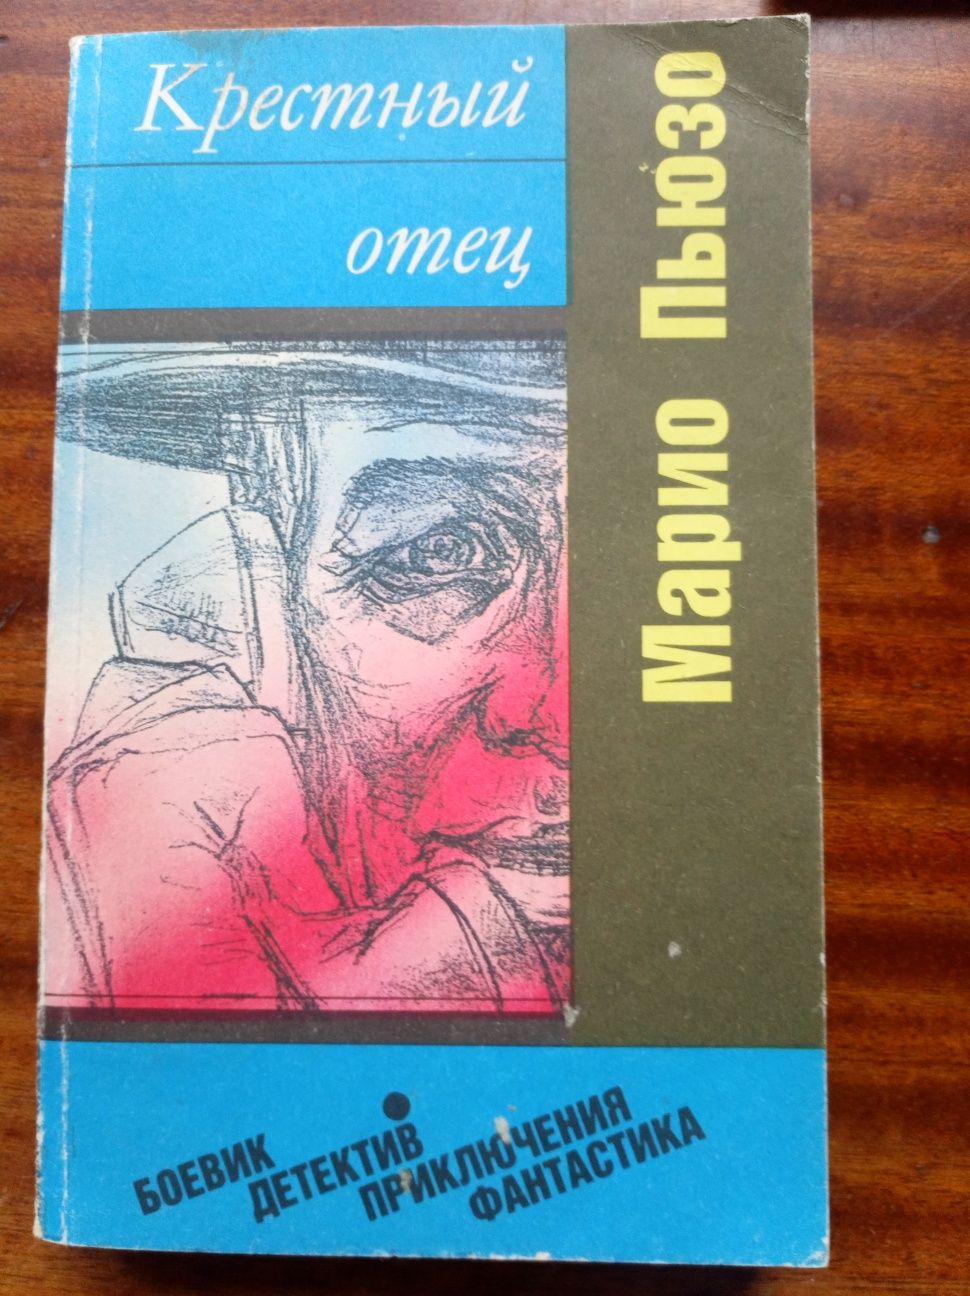 Крестный
отец
Марио Пьюзо
БОЕВИК
ДЕТЕКТИВ
ПРИКЛЮЧЕНИЯ
ФАНТАСТИКА